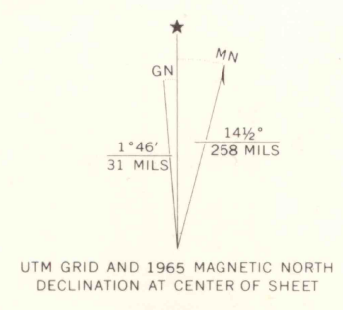 ★
MN
GN
1°46'
31 MILS
14½°
258 MILS
UTM GRID AND 1965 MAGNETIC NORTH
DECLINATION AT CENTER OF SHEET